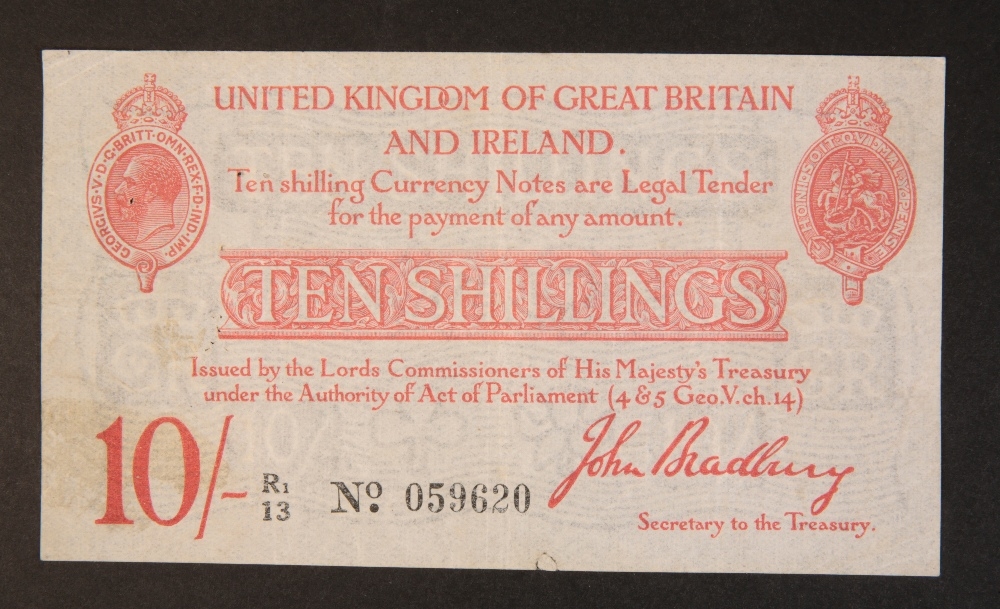 UNITED KINGDOM OF GREAT BRITAIN
AND IRELAND.
GEORGIVS·V·D·G·BRITT·OMN·REX·F·D·IND·IMP.
HONI·SOIT·QVI·MAL·Y·PENSE
Ten shilling Currency Notes are Legal Tender
for the payment of any amount.
TEN SHILLINGS
Issued by the Lords Commissioners of His Majesty's Treasury
under the Authority of Act of Parliament (4 & 5 Geo.V.ch.14)
10/-
R1
13
No. 059620
John Bradbury
Secretary to the Treasury.